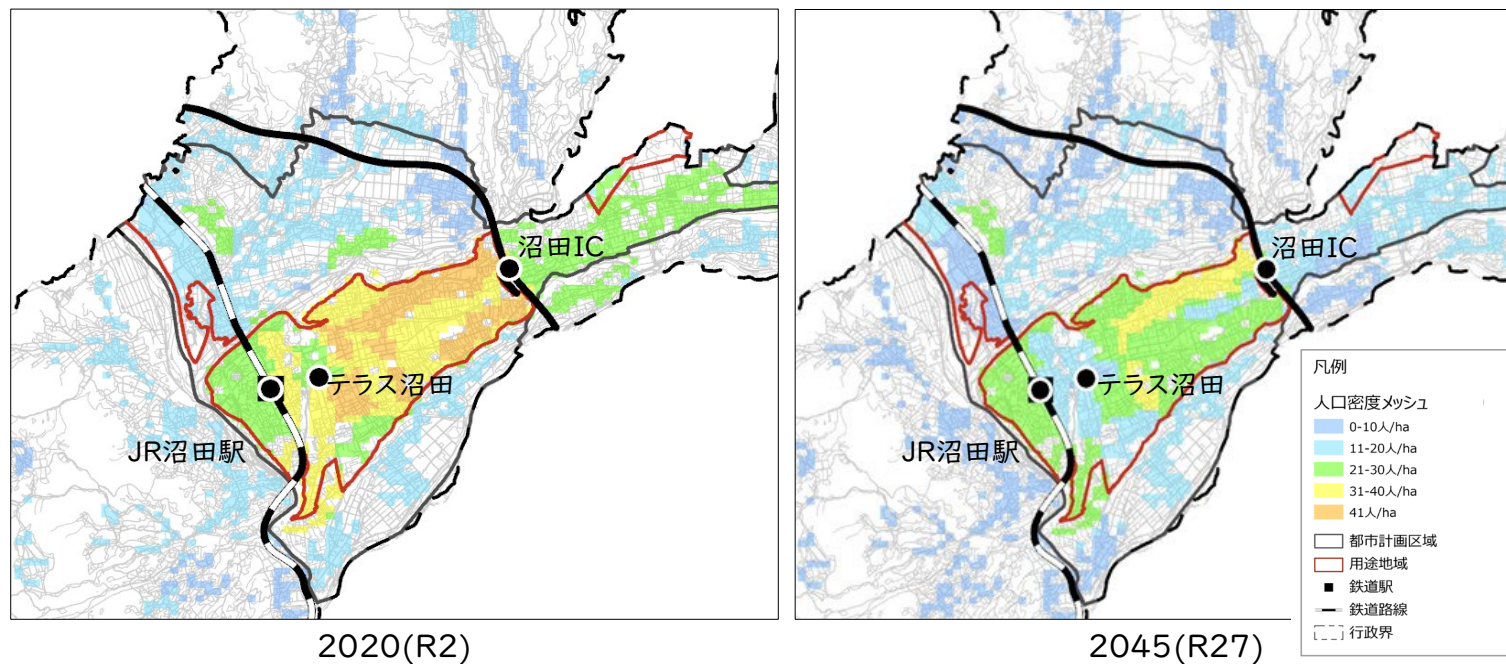 沼田IC
テラス沼田
JR沼田駅
2020(R2)
沼田IC
テラス沼田
JR沼田駅
2045(R27)
凡例
人口密度メッシュ
0-10人/ha
11-20人/ha
21-30人/ha
31-40人/ha
41人/ha
都市計画区域
用途地域
鉄道駅
鉄道路線
行政界